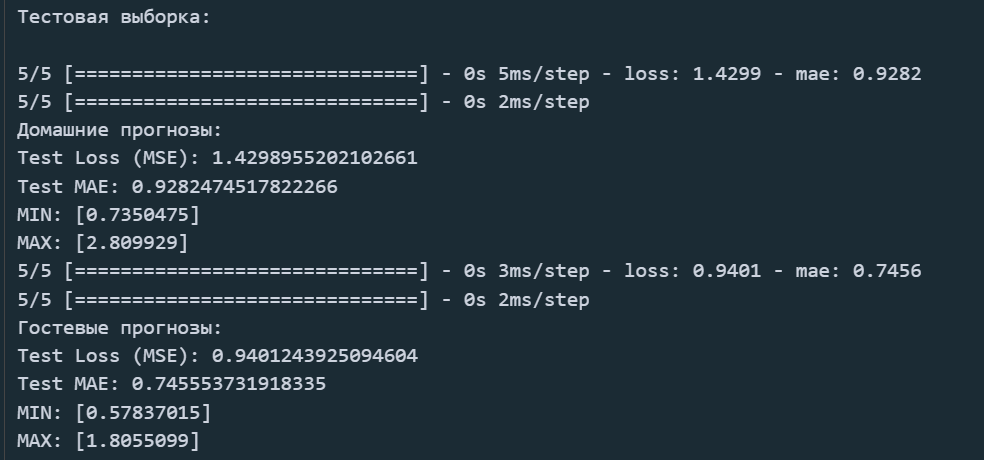 Тестовая выборка:
5/5 [==============================] - 0s 5ms/step - loss: 1.4299 - mae: 0.9282
5/5 [==============================] - 0s 2ms/step
Домашние прогнозы:
Test Loss (MSE): 1.4298955202102661
Test MAE: 0.9282474517822266
MIN: [0.7350475]
MAX: [2.809929]
5/5 [==============================] - 0s 3ms/step - loss: 0.9401 - mae: 0.7456
5/5 [==============================] - 0s 2ms/step
Гостевые прогнозы:
Test Loss (MSE): 0.9401243925094604
Test MAE: 0.745553731918335
MIN: [0.57837015]
MAX: [1.8055099]